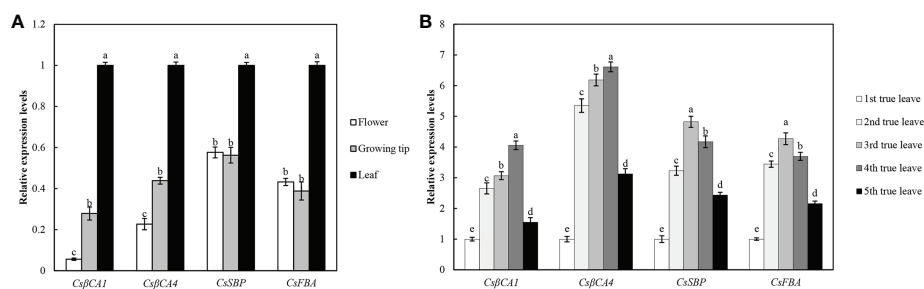 A
Relative expression levels
1.2
1
0.8
0.6
0.4
0.2
0
c
b
a
c
b
a
b
b
a
b
b
a
CsβCA1
CsβCA4
CsSBP
CsFBA
Flower
Growing tip
Leaf
B
Relative expression levels
8
7
6
5
4
3
2
1
0
e
c
b
a
d
e
c
b
a
d
e
c
a
b
d
e
c
a
b
d
CsβCA1
CsβCA4
CsSBP
CsFBA
1st true leave
2nd true leave
3rd true leave
4th true leave
5th true leave